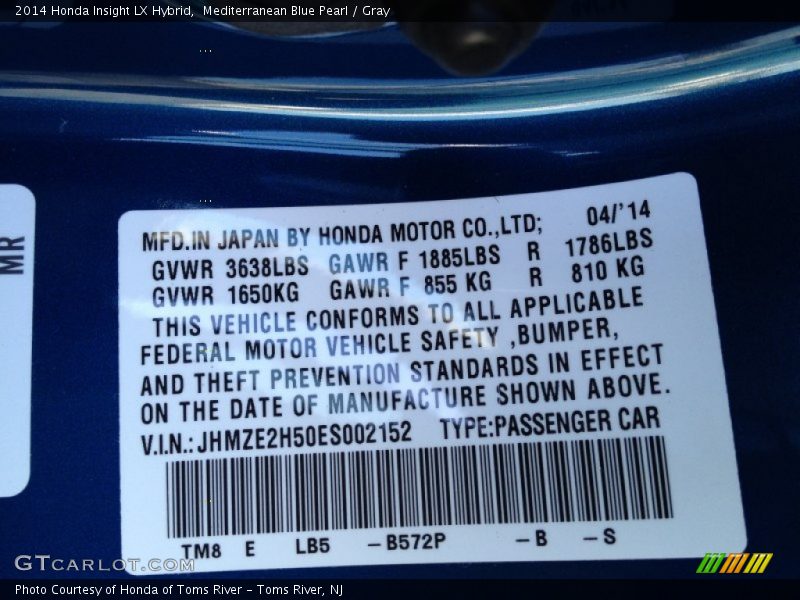 2014 Honda Insight LX Hybrid,  Mediterranean Blue Pearl / Gray
MR
MFD.IN JAPAN BY HONDA MOTOR CO.,LTD; 04/'14
GVWR 3638LBS GAWR F 1885LBS R 1786LBS
GVWR 1650KG GAWR F 855 KG R 810 KG
THIS VEHICLE CONFORMS TO ALL APPLICABLE
FEDERAL MOTOR VEHICLE SAFETY ,BUMPER,
AND THEFT PREVENTION STANDARDS IN EFFECT
ON THE DATE OF MANUFACTURE SHOWN ABOVE.
V.I.N.: JHMZE2H50ES002152 TYPE:PASSENGER CAR
TM8 E LB5 -B572P -B -S
GTCARLOT.COM
Photo Courtesy of Honda of Toms River - Toms River, NJ